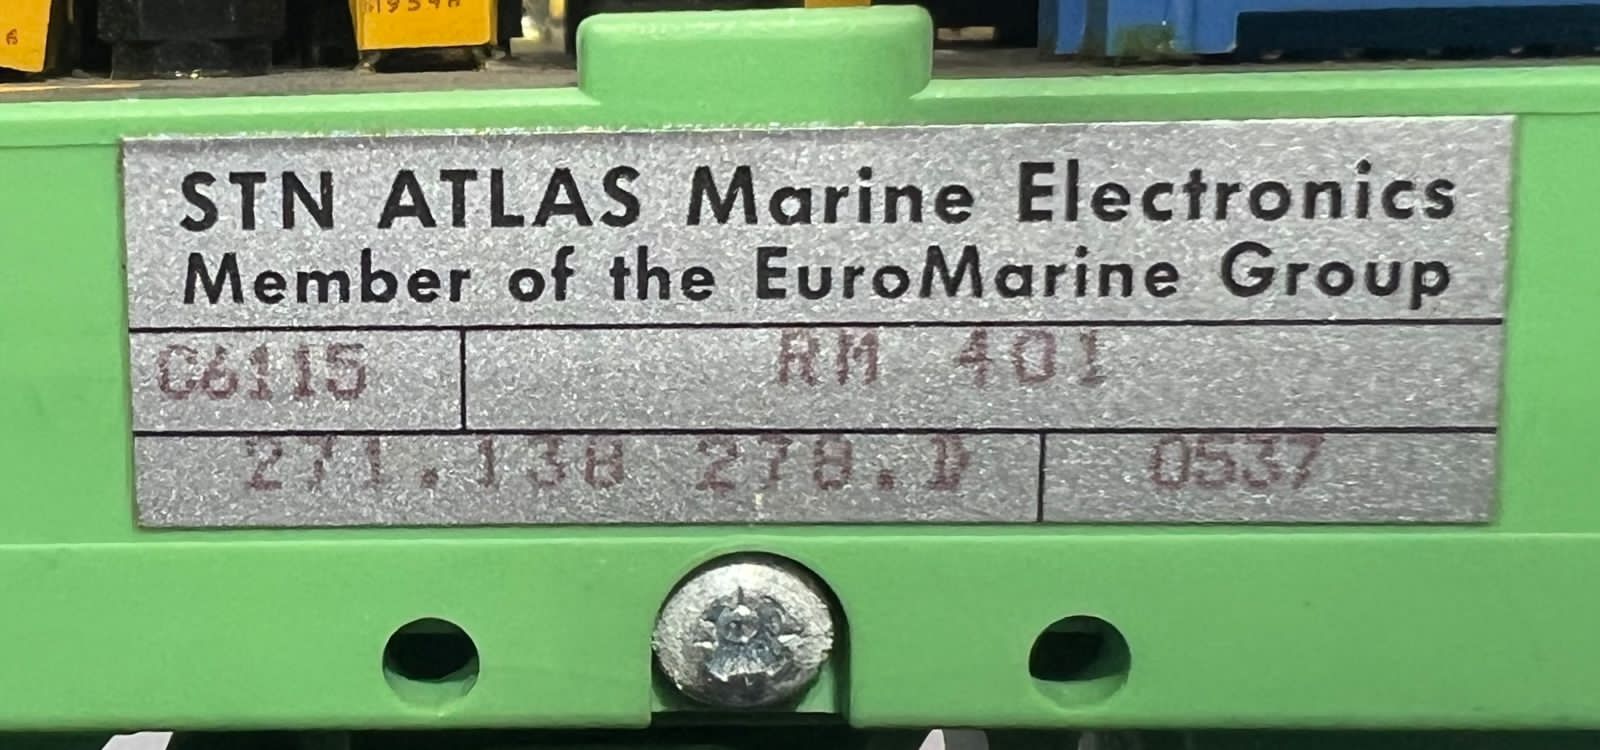 STN ATLAS Marine Electronics
Member of the EuroMarine Group
C6115 RM 401
271.138 278.D 0537